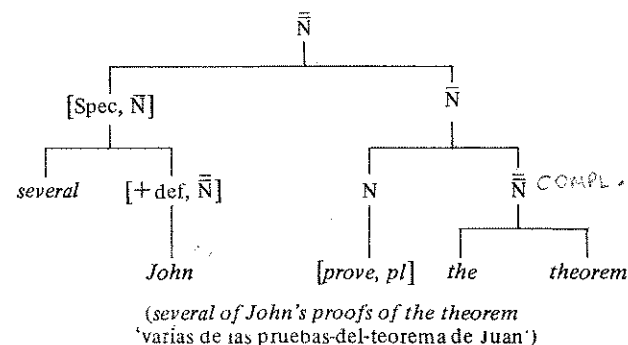 N̿
[Spec, N̄] N̄
several [+def, N̿] N N̿ COMPL.
John [prove, pl] the theorem
(several of John's proofs of the theorem
'varias de las pruebas-del-teorema de Juan')